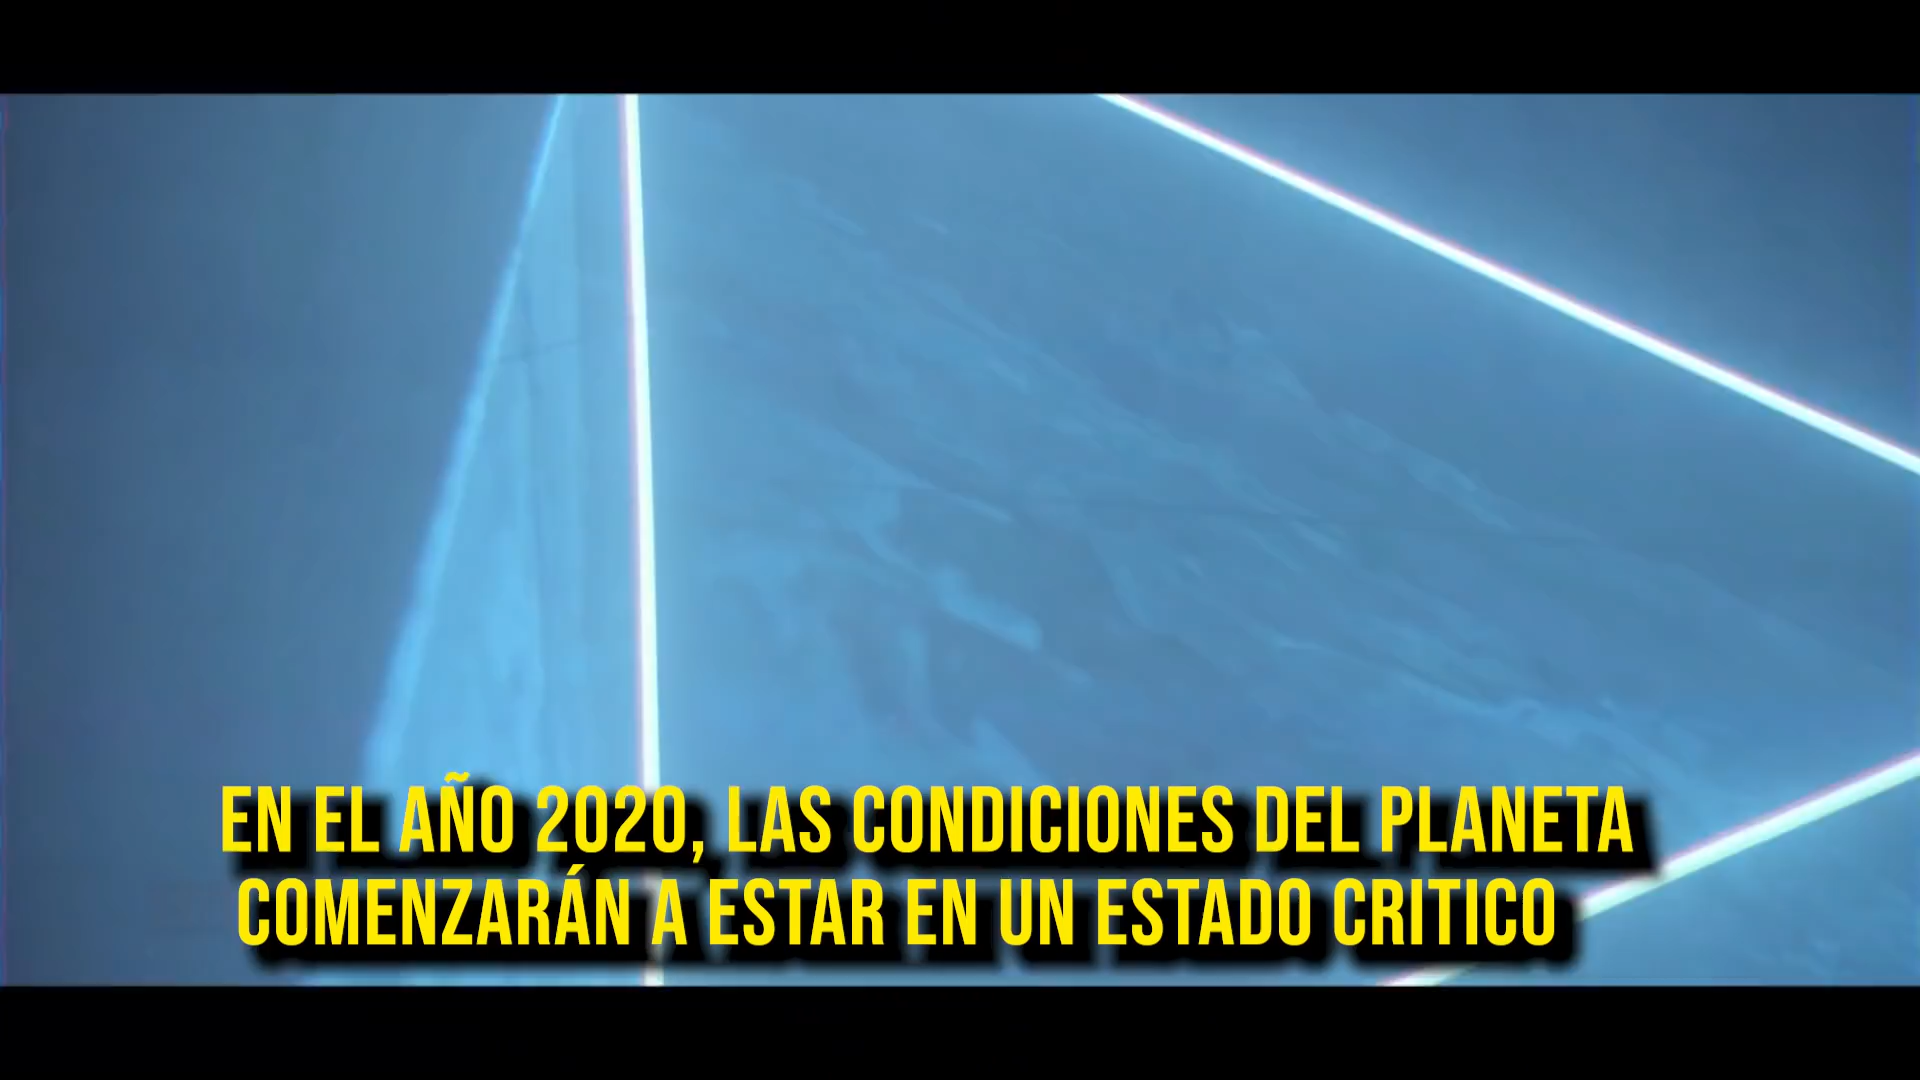 EN EL AÑO 2020, LAS CONDICIONES DEL PLANETA
COMENZARÁN A ESTAR EN UN ESTADO CRITICO